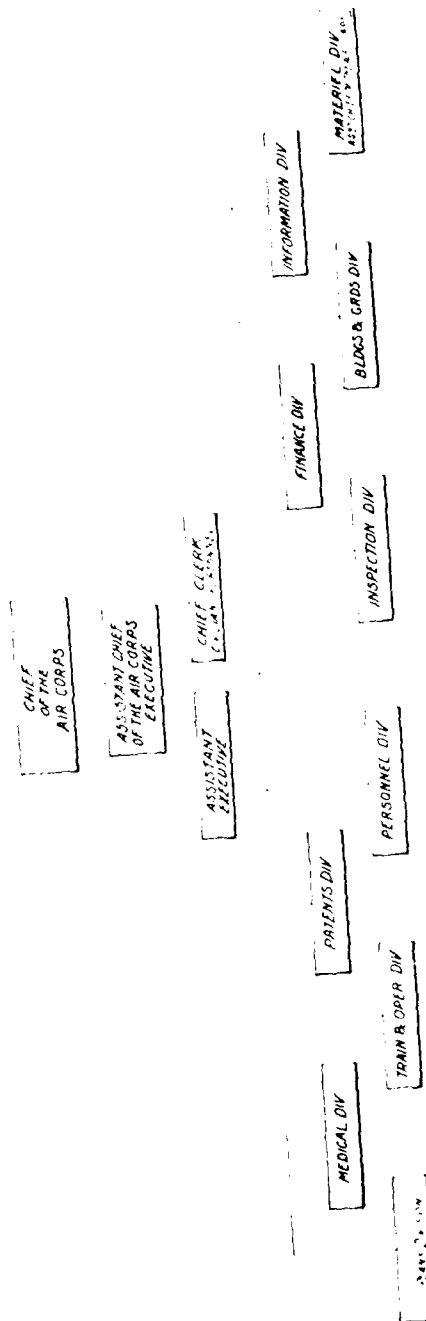 CHIEF
OF THE
AIR CORPS
ASSISTANT CHIEF
OF THE AIR CORPS
EXECUTIVE
ASSISTANT
EXECUTIVE
CHIEF CLERK
MEDICAL DIV
PATENTS DIV
FINANCE DIV
INFORMATION DIV
TRAIN & OPER DIV
PERSONNEL DIV
INSPECTION DIV
BLDGS & GRDS DIV
MATERIEL DIV